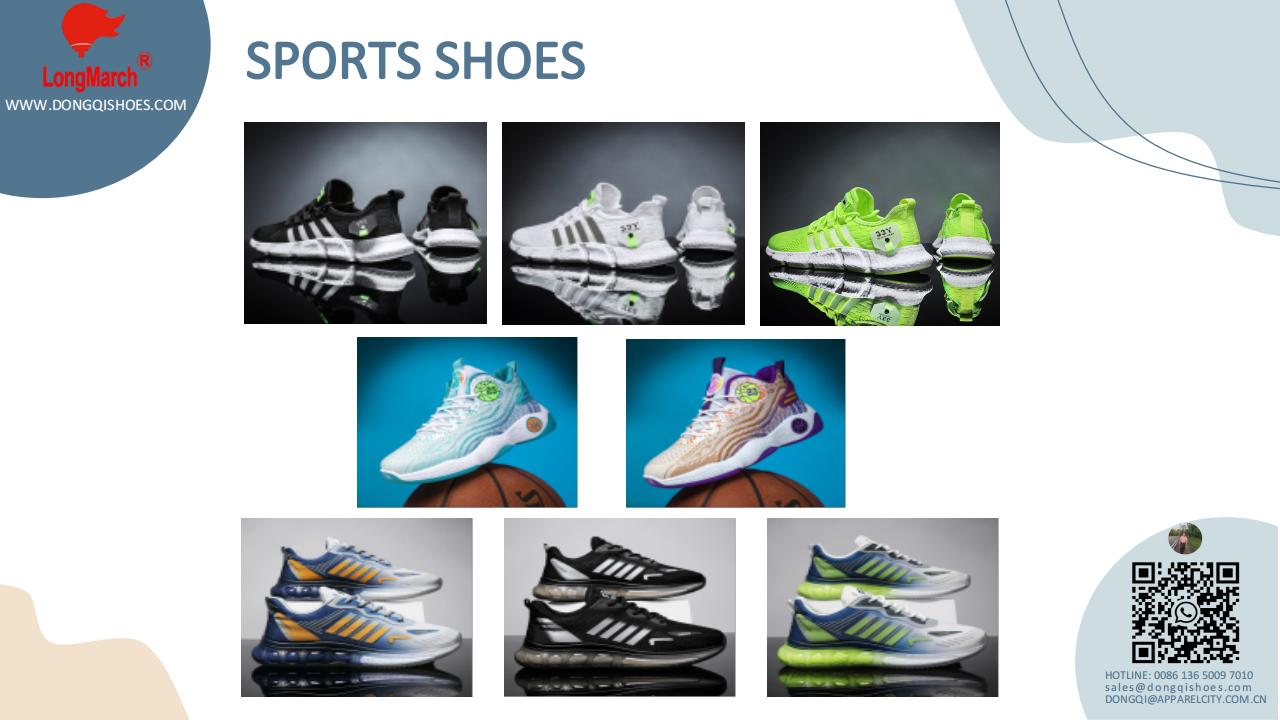 LongMarch®
WWW.DONGQISHOES.COM
SPORTS SHOES
33Y
33Y
HOTLINE: 0086 136 5009 7010
sales@dongqishoes.com
DONGQI@APPARELCITY.COM.CN